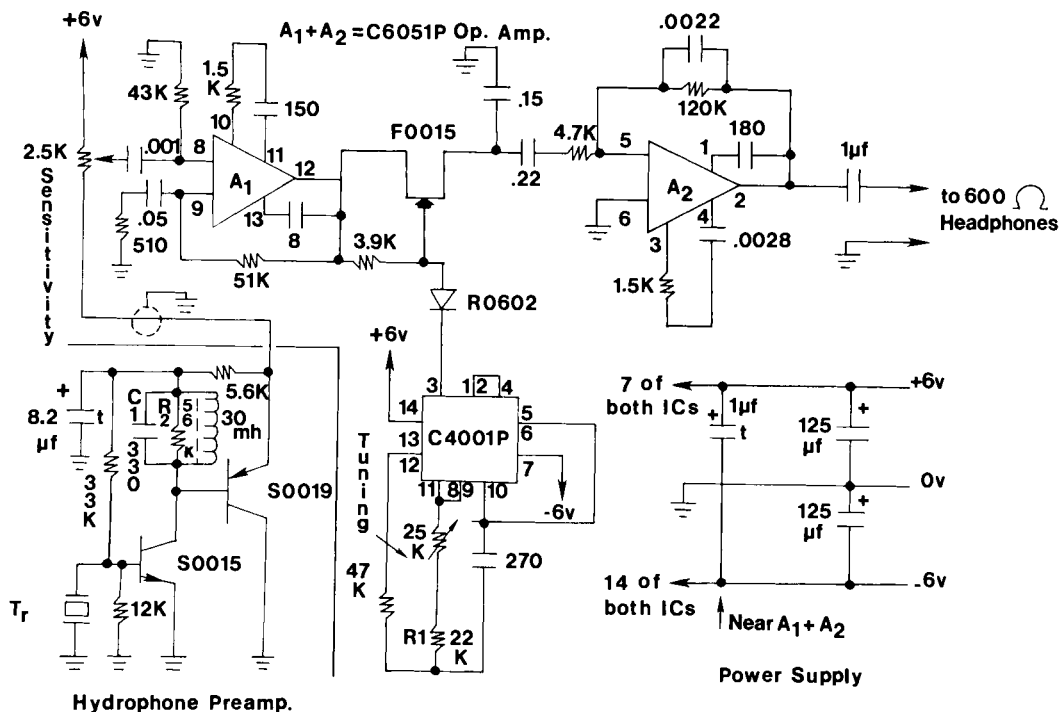 +6v
A1+A2=C6051P Op. Amp.
.0022
120K
43K
1.5
K
150
10
.15
F0015
4.7K
180
1µf
2.5K
.001
8
11
12
A1
9
13
.05
510
8
.22
5
1
A2
6
2
3
4
to 600 Ω
Headphones
.0028
1.5K
Sensitivity
51K
3.9K
R0602
+6v
5.6K
+
8.2
µf
t
C1
330
R2
56
K
30
mh
33K
S0019
S0015
Tr
12K
Hydrophone Preamp.
3
1
2
4
14
5
13
C4001P
6
12
7
11
8
9
10
-6v
Tuning
25
K
47
K
270
R1
22
K
7 of
both ICs
+6v
1µf
+
t
125
µf
+
0v
125
µf
+
14 of
both ICs
-6v
Near A1+A2
Power Supply